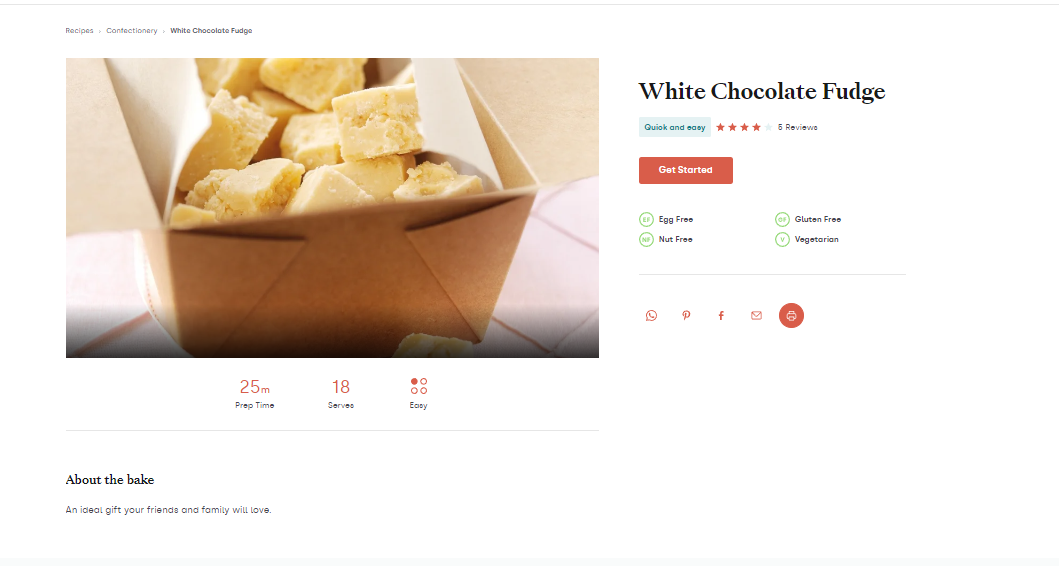 Recipes › Confectionery › White Chocolate Fudge
White Chocolate Fudge
Quick and easy 5 Reviews
Get Started
EF Egg Free GF Gluten Free
NF Nut Free V Vegetarian
25m 18
Prep Time Serves Easy
About the bake
An ideal gift your friends and family will love.